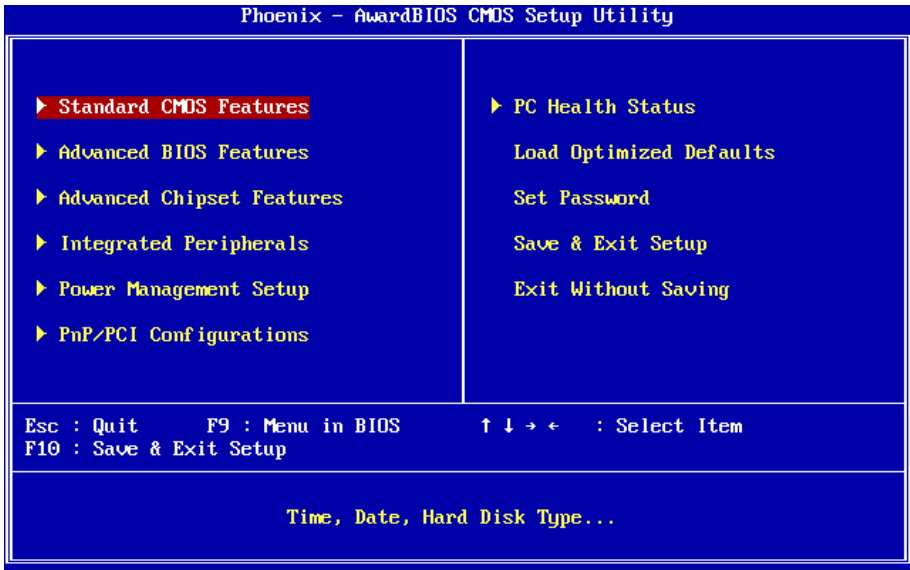 Phoenix - AwardBIOS CMOS Setup Utility
Standard CMOS Features
Advanced BIOS Features
Advanced Chipset Features
Integrated Peripherals
Power Management Setup
PnP/PCI Configurations
PC Health Status
Load Optimized Defaults
Set Password
Save & Exit Setup
Exit Without Saving
Esc : Quit F9 : Menu in BIOS ↑ ↓ → ← : Select Item
F10 : Save & Exit Setup
Time, Date, Hard Disk Type...